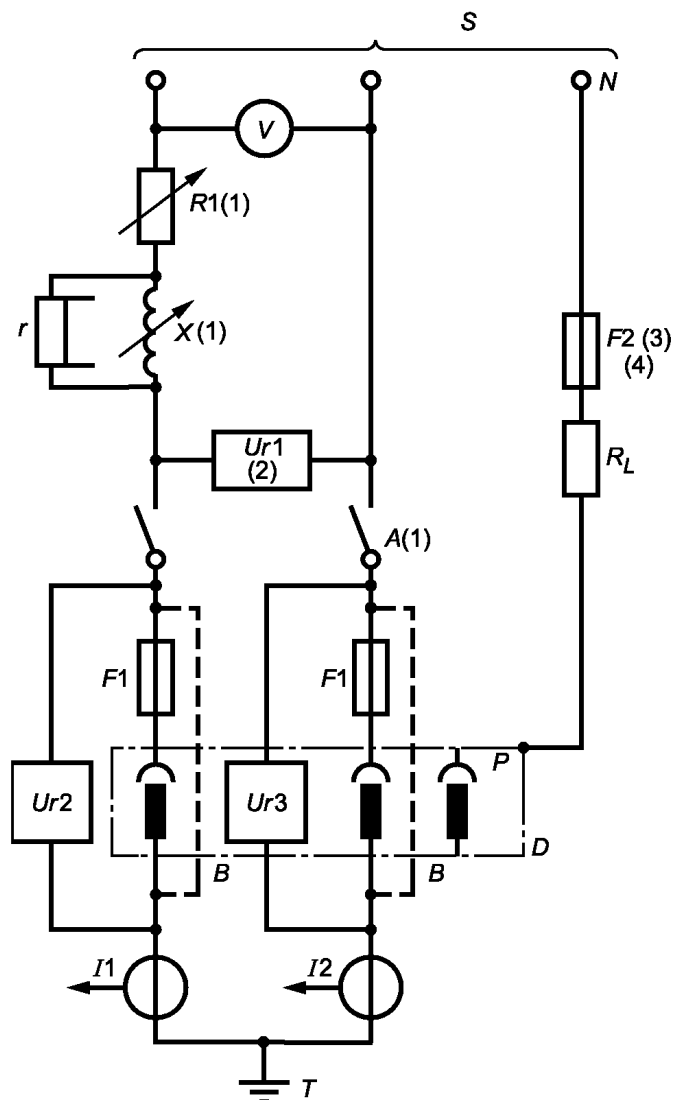 S
N
V
R1(1)
r
X(1)
F2 (3)
(4)
Ur1
(2)
R_L
A(1)
F1
F1
P
Ur2
Ur3
D
B
B
I1
I2
T